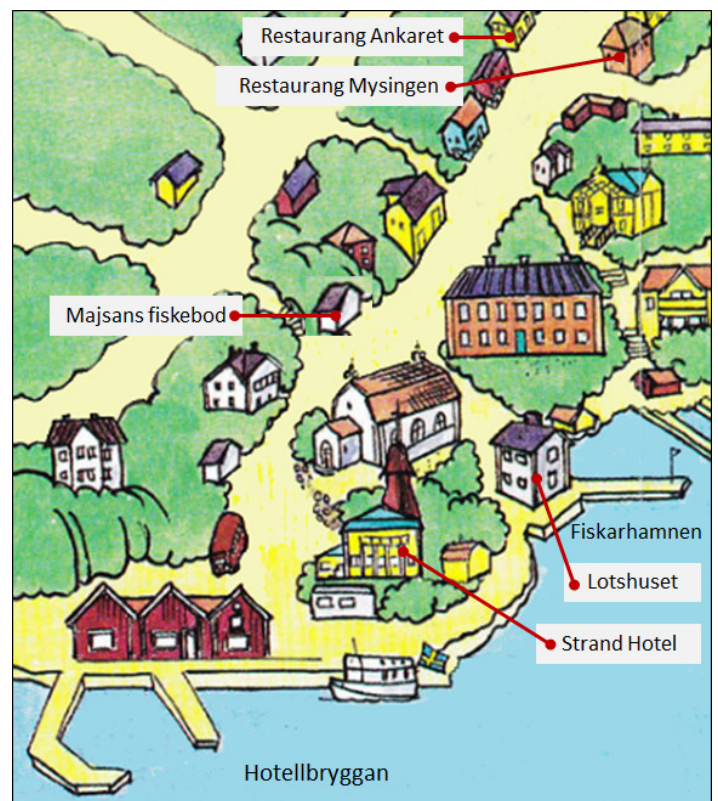 Restaurang Ankaret
Restaurang Mysingen
Majsans fiskebod
Fiskarhamnen
Lotshuset
Strand Hotel
Hotellbryggan